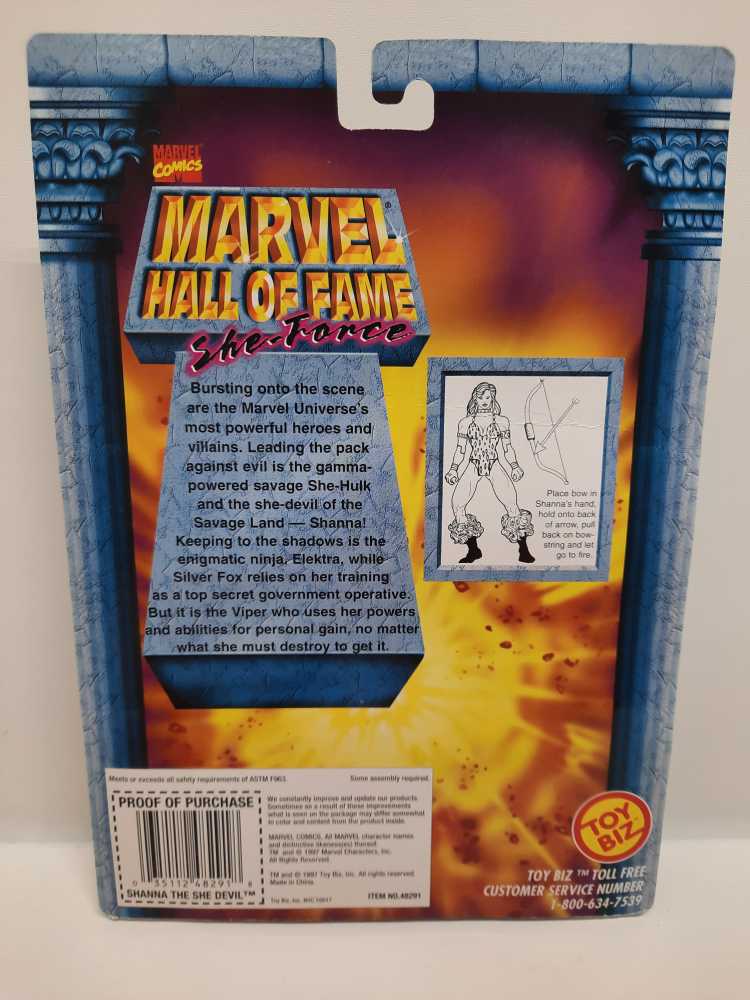 MARVEL
COMICS
MARVEL®
HALL OF FAME
She-Force
Bursting onto the scene
are the Marvel Universe's
most powerful heroes and
villains. Leading the pack
against evil is the gamma-
powered savage She-Hulk
and the she-devil of the
Savage Land — Shanna!
Keeping to the shadows is the
enigmatic ninja, Elektra, while
Silver Fox relies on her training
as a top secret government operative.
But it is the Viper who uses her powers
and abilities for personal gain, no matter
what she must destroy to get it.
Place bow in
Shanna's hand,
hold onto back
of arrow, pull
back on bow-
string and let
go to fire.
Meets or exceeds all safety requirements of ASTM F963. Some assembly required.
PROOF OF PURCHASE
0 35112 48291 8
SHANNA THE SHE DEVIL™
We constantly improve and update our products.
Sometimes as a result of these improvements
what is seen on the package may differ somewhat
in color and content from the product inside.
MARVEL COMICS. All MARVEL character names
and distinctive likeness(es) thereof:
TM and © 1997 Marvel Characters, Inc.
All Rights Reserved.
TM and © 1997 Toy Biz, Inc. All rights reserved.
Made in China.
Toy Biz, Inc. NYC 10017 ITEM NO.48291
TOY
BIZ
TOY BIZ™ TOLL FREE
CUSTOMER SERVICE NUMBER
1-800-634-7539